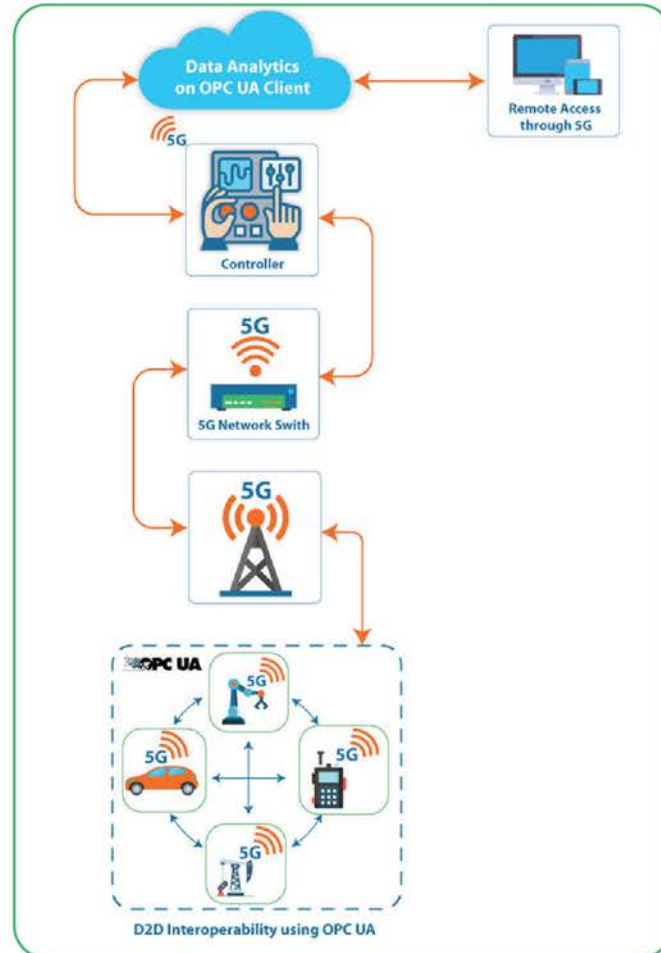 Data Analytics
on OPC UA Client
Remote Access
through 5G
5G
Controller
5G
5G Network Swith
5G
OPC UA
5G
5G
5G
5G
D2D Interoperability using OPC UA